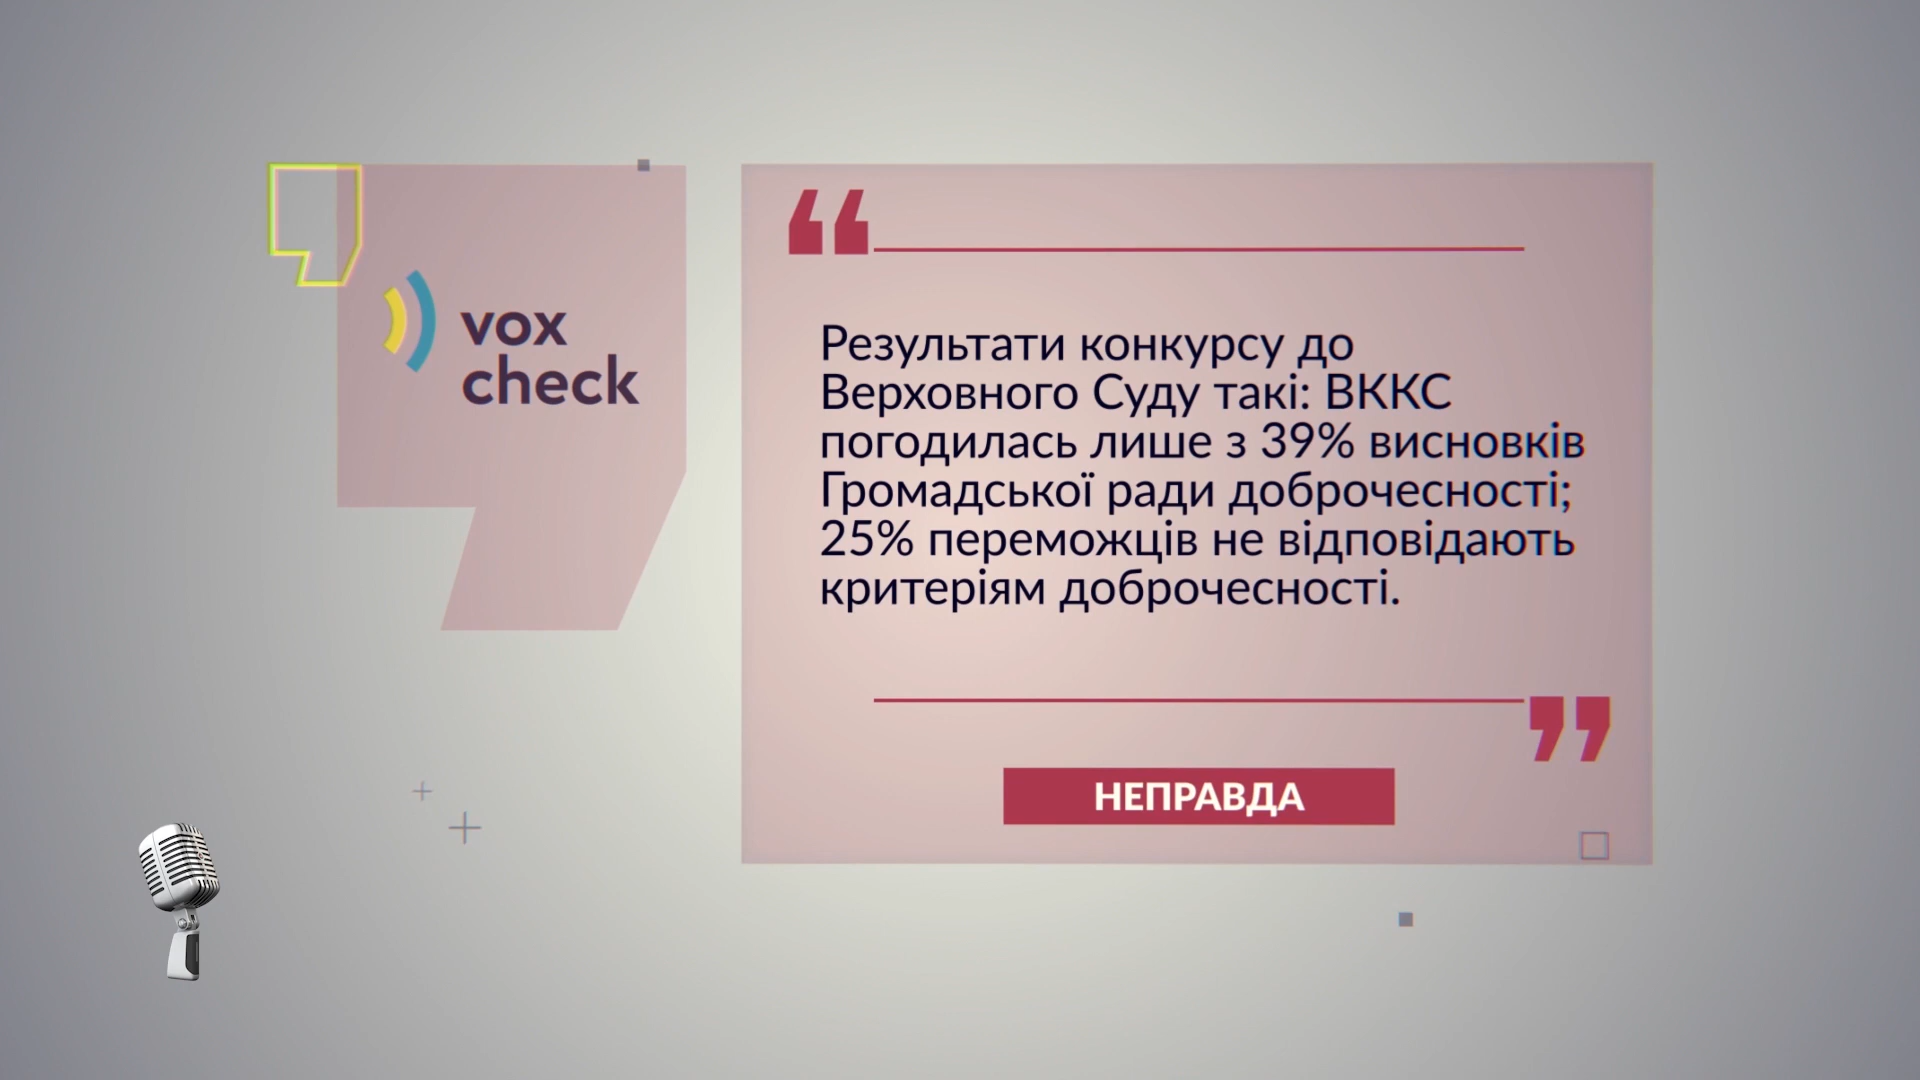 vox
check
Результати конкурсу до
Верховного Суду такі: ВККС
погодилась лише з 39% висновків
Громадської ради доброчесності;
25% переможців не відповідають
критеріям доброчесності.
НЕПРАВДА